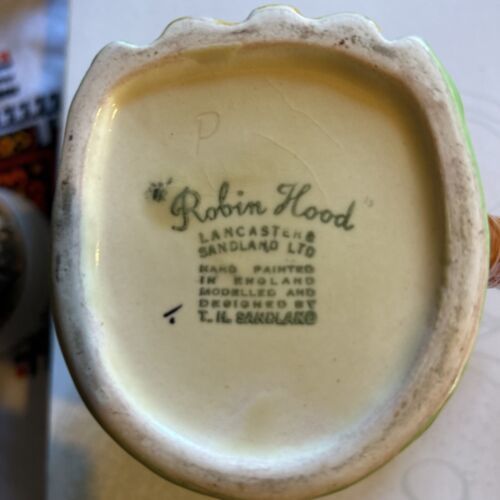 P
"Robin Hood"
LANCASTER &
SANDLAND LTD
HAND PAINTED
IN ENGLAND
MODELLED AND
DESIGNED BY
T. H. SANDLAND